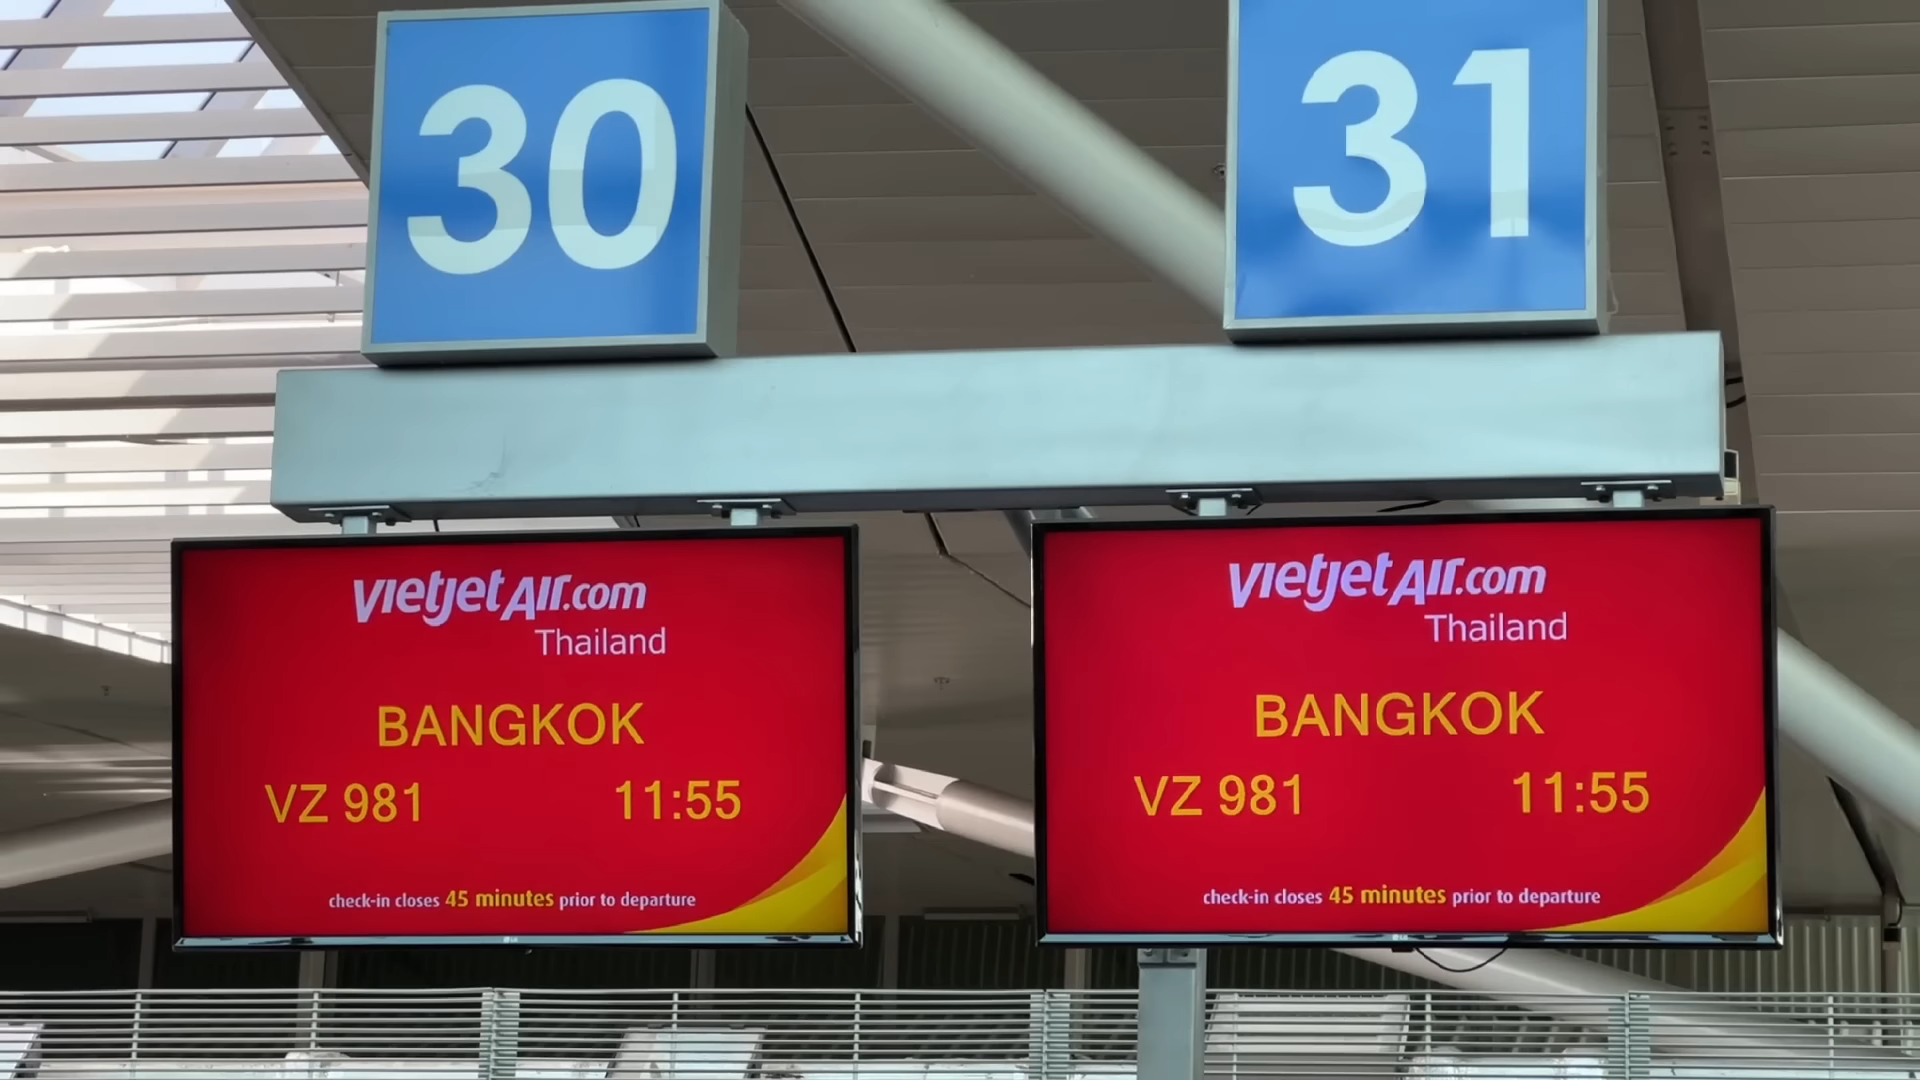 30
31
vietjetAir.com
Thailand
BANGKOK
VZ 981 11:55
check-in closes 45 minutes prior to departure
vietjetAir.com
Thailand
BANGKOK
VZ 981 11:55
check-in closes 45 minutes prior to departure